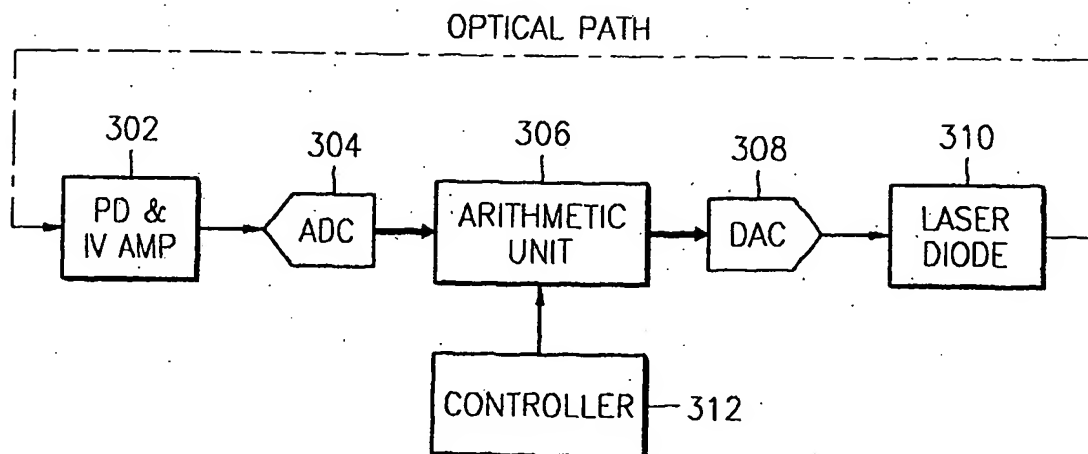 OPTICAL PATH
302
304
306
308
310
PD &
IV AMP
ADC
ARITHMETIC
UNIT
DAC
LASER
DIODE
CONTROLLER
312